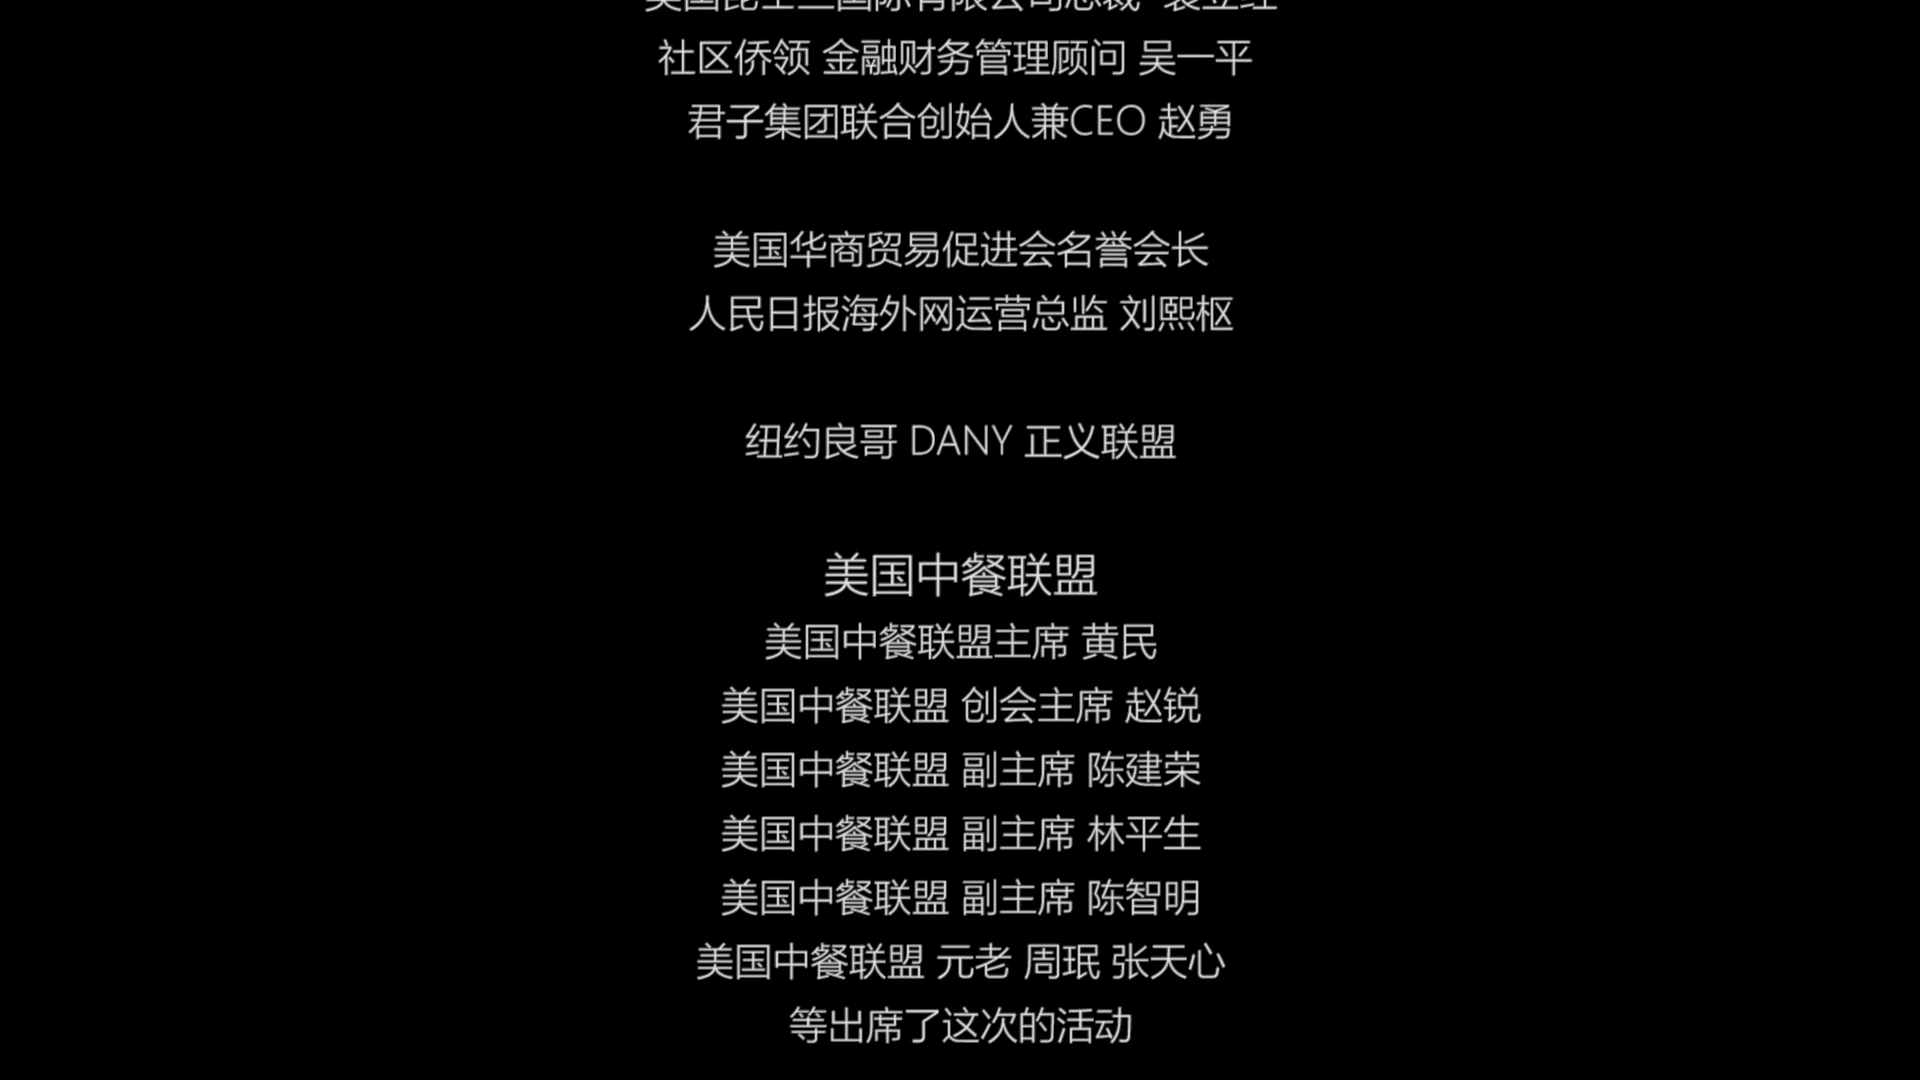 社区侨领 金融财务管理顾问 吴一平
君子集团联合创始人兼CEO 赵勇
美国华商贸易促进会名誉会长
人民日报海外网运营总监 刘熙枢
纽约良哥 DANY 正义联盟
美国中餐联盟
美国中餐联盟主席 黄民
美国中餐联盟 创会主席 赵锐
美国中餐联盟 副主席 陈建荣
美国中餐联盟 副主席 林平生
美国中餐联盟 副主席 陈智明
美国中餐联盟 元老 周珉 张天心
等出席了这次的活动